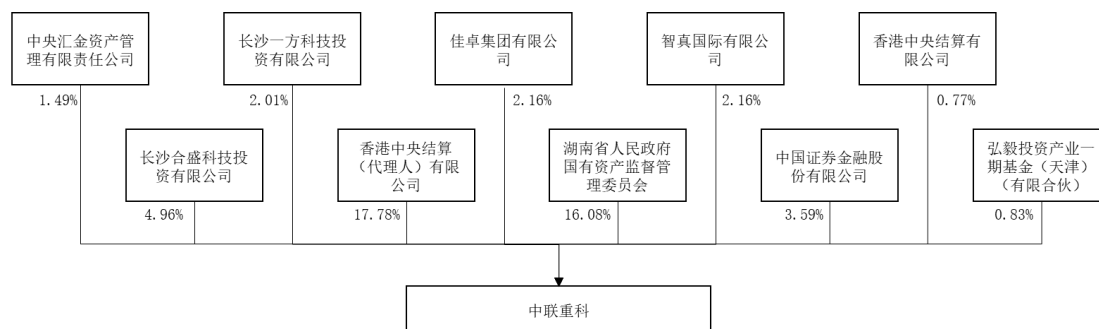 中央汇金资产管
理有限责任公司
长沙一方科技投
资有限公司
佳卓集团有限公
司
智真国际有限公
司
香港中央结算有
限公司
1.49%
2.01%
2.16%
2.16%
0.77%
长沙合盛科技投
资有限公司
香港中央结算
（代理人）有限
公司
湖南省人民政府
国有资产监督管
理委员会
中国证券金融股
份有限公司
弘毅投资产业一
期基金（天津）
（有限合伙）
4.96%
17.78%
16.08%
3.59%
0.83%
中联重科